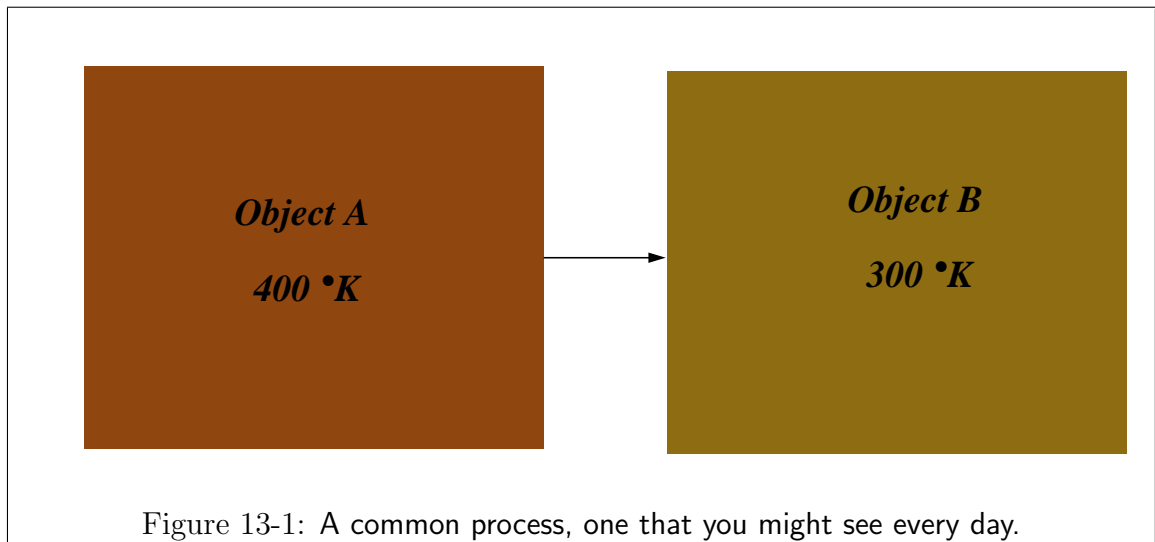 Object A
400 °K
Object B
300 °K
Figure 13-1: A common process, one that you might see every day.